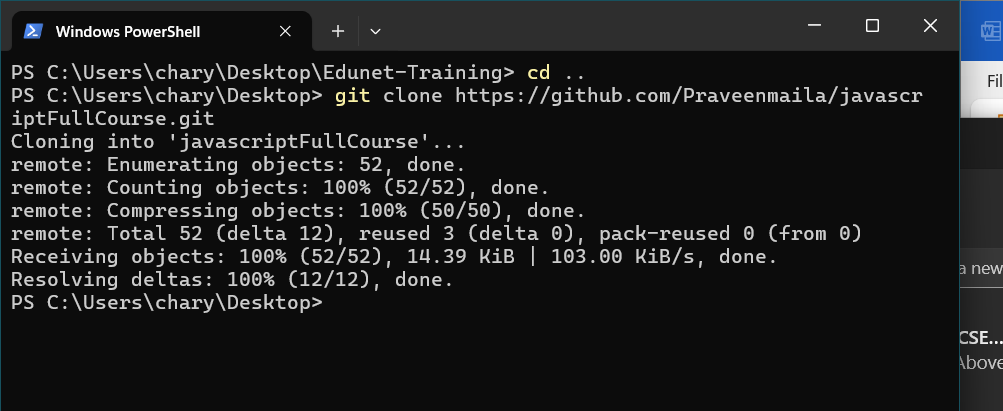 Windows PowerShell
PS C:\Users\chary\Desktop\Edunet-Training> cd ..
PS C:\Users\chary\Desktop> git clone https://github.com/Praveenmaila/javascr
iptFullCourse.git
Cloning into 'javascriptFullCourse'...
remote: Enumerating objects: 52, done.
remote: Counting objects: 100% (52/52), done.
remote: Compressing objects: 100% (50/50), done.
remote: Total 52 (delta 12), reused 3 (delta 0), pack-reused 0 (from 0)
Receiving objects: 100% (52/52), 14.39 KiB | 103.00 KiB/s, done.
Resolving deltas: 100% (12/12), done.
PS C:\Users\chary\Desktop>
Fil
a new
CSE...
Above